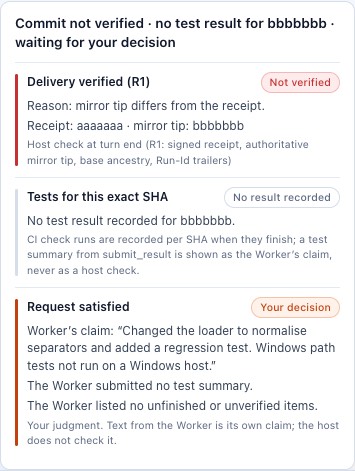 Commit not verified · no test result for bbbbbbb ·
waiting for your decision
Delivery verified (R1)
Not verified
Reason: mirror tip differs from the receipt.
Receipt: aaaaaaa · mirror tip: bbbbbbb
Host check at turn end (R1: signed receipt, authoritative
mirror tip, base ancestry, Run-Id trailers)
Tests for this exact SHA
No result recorded
No test result recorded for bbbbbbb.
CI check runs are recorded per SHA when they finish; a test
summary from submit_result is shown as the Worker's claim,
never as a host check.
Request satisfied
Your decision
Worker's claim: “Changed the loader to normalise
separators and added a regression test. Windows path
tests not run on a Windows host.”
The Worker submitted no test summary.
The Worker listed no unfinished or unverified items.
Your judgment. Text from the Worker is its own claim; the host
does not check it.